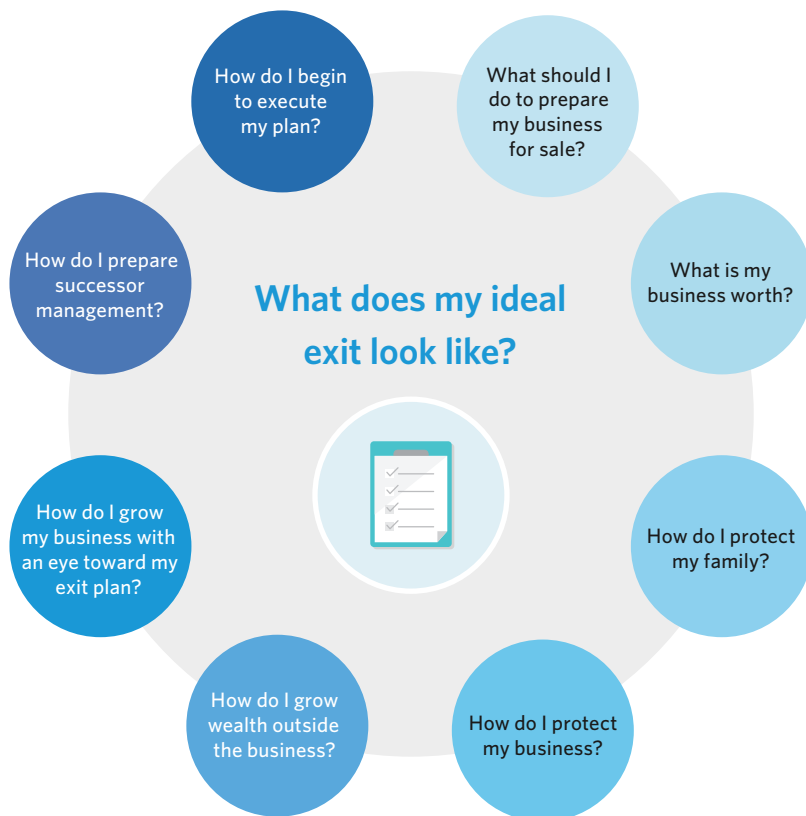 How do I begin
to execute
my plan?
What should I
do to prepare
my business
for sale?
What is my
business worth?
How do I protect
my family?
How do I protect
my business?
How do I grow
wealth outside
the business?
How do I grow
my business with
an eye toward my
exit plan?
How do I prepare
successor
management?
What does my ideal
exit look like?